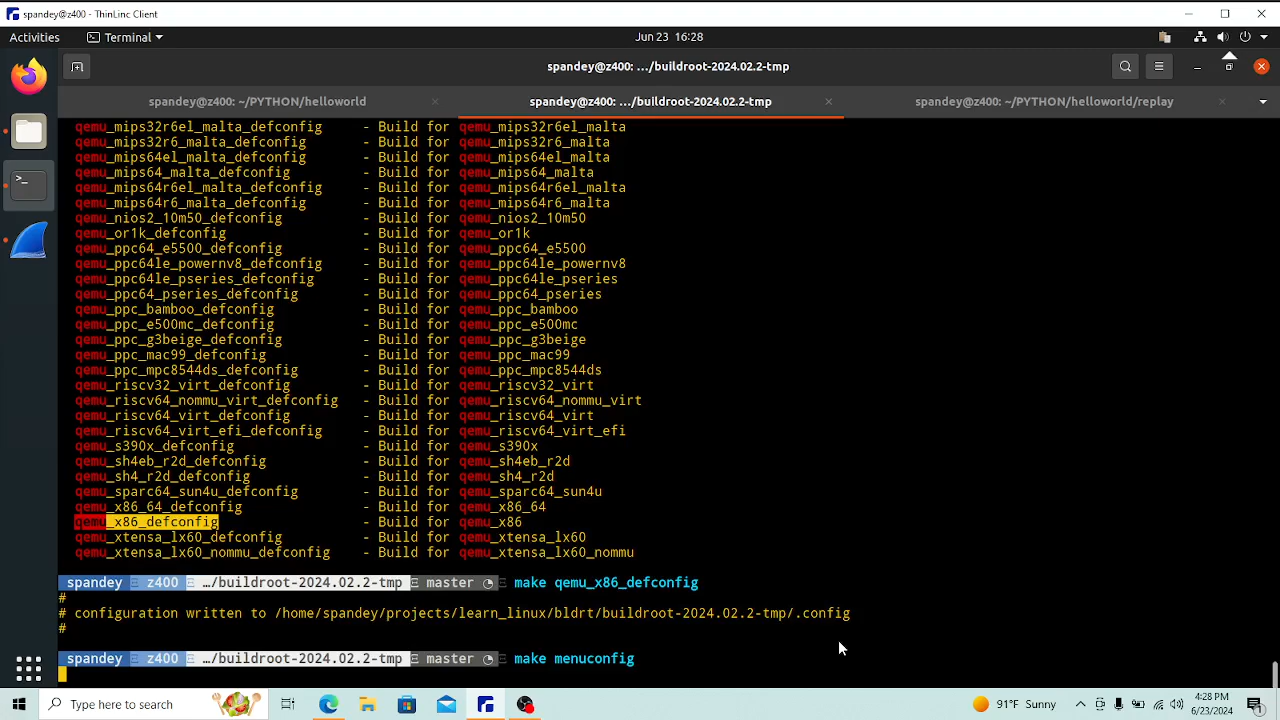 spandey@z400 - ThinLinc Client
Activities Terminal Jun 23 16:28
spandey@z400: .../buildroot-2024.02.2-tmp
spandey@z400: ~/PYTHON/helloworld spandey@z400: .../buildroot-2024.02.2-tmp spandey@z400: ~/PYTHON/helloworld/replay
qemu_mips32r6el_malta_defconfig - Build for qemu_mips32r6el_malta
qemu_mips32r6_malta_defconfig - Build for qemu_mips32r6_malta
qemu_mips64el_malta_defconfig - Build for qemu_mips64el_malta
qemu_mips64_malta_defconfig - Build for qemu_mips64_malta
qemu_mips64r6el_malta_defconfig - Build for qemu_mips64r6el_malta
qemu_mips64r6_malta_defconfig - Build for qemu_mips64r6_malta
qemu_nios2_10m50_defconfig - Build for qemu_nios2_10m50
qemu_or1k_defconfig - Build for qemu_or1k
qemu_ppc64_e5500_defconfig - Build for qemu_ppc64_e5500
qemu_ppc64le_powernv8_defconfig - Build for qemu_ppc64le_powernv8
qemu_ppc64le_pseries_defconfig - Build for qemu_ppc64le_pseries
qemu_ppc64_pseries_defconfig - Build for qemu_ppc64_pseries
qemu_ppc_bamboo_defconfig - Build for qemu_ppc_bamboo
qemu_ppc_e500mc_defconfig - Build for qemu_ppc_e500mc
qemu_ppc_g3beige_defconfig - Build for qemu_ppc_g3beige
qemu_ppc_mac99_defconfig - Build for qemu_ppc_mac99
qemu_ppc_mpc8544ds_defconfig - Build for qemu_ppc_mpc8544ds
qemu_riscv32_virt_defconfig - Build for qemu_riscv32_virt
qemu_riscv64_nommu_virt_defconfig - Build for qemu_riscv64_nommu_virt
qemu_riscv64_virt_defconfig - Build for qemu_riscv64_virt
qemu_riscv64_virt_efi_defconfig - Build for qemu_riscv64_virt_efi
qemu_s390x_defconfig - Build for qemu_s390x
qemu_sh4eb_r2d_defconfig - Build for qemu_sh4eb_r2d
qemu_sh4_r2d_defconfig - Build for qemu_sh4_r2d
qemu_sparc64_sun4u_defconfig - Build for qemu_sparc64_sun4u
qemu_x86_64_defconfig - Build for qemu_x86_64
qemu_x86_defconfig - Build for qemu_x86
qemu_xtensa_lx60_defconfig - Build for qemu_xtensa_lx60
qemu_xtensa_lx60_nommu_defconfig - Build for qemu_xtensa_lx60_nommu
spandey z400 .../buildroot-2024.02.2-tmp master make qemu_x86_defconfig
#
# configuration written to /home/spandey/projects/learn_linux/bldrt/buildroot-2024.02.2-tmp/.config
#
spandey z400 .../buildroot-2024.02.2-tmp master make menuconfig
Type here to search 91°F Sunny 4:28 PM
6/23/2024 1